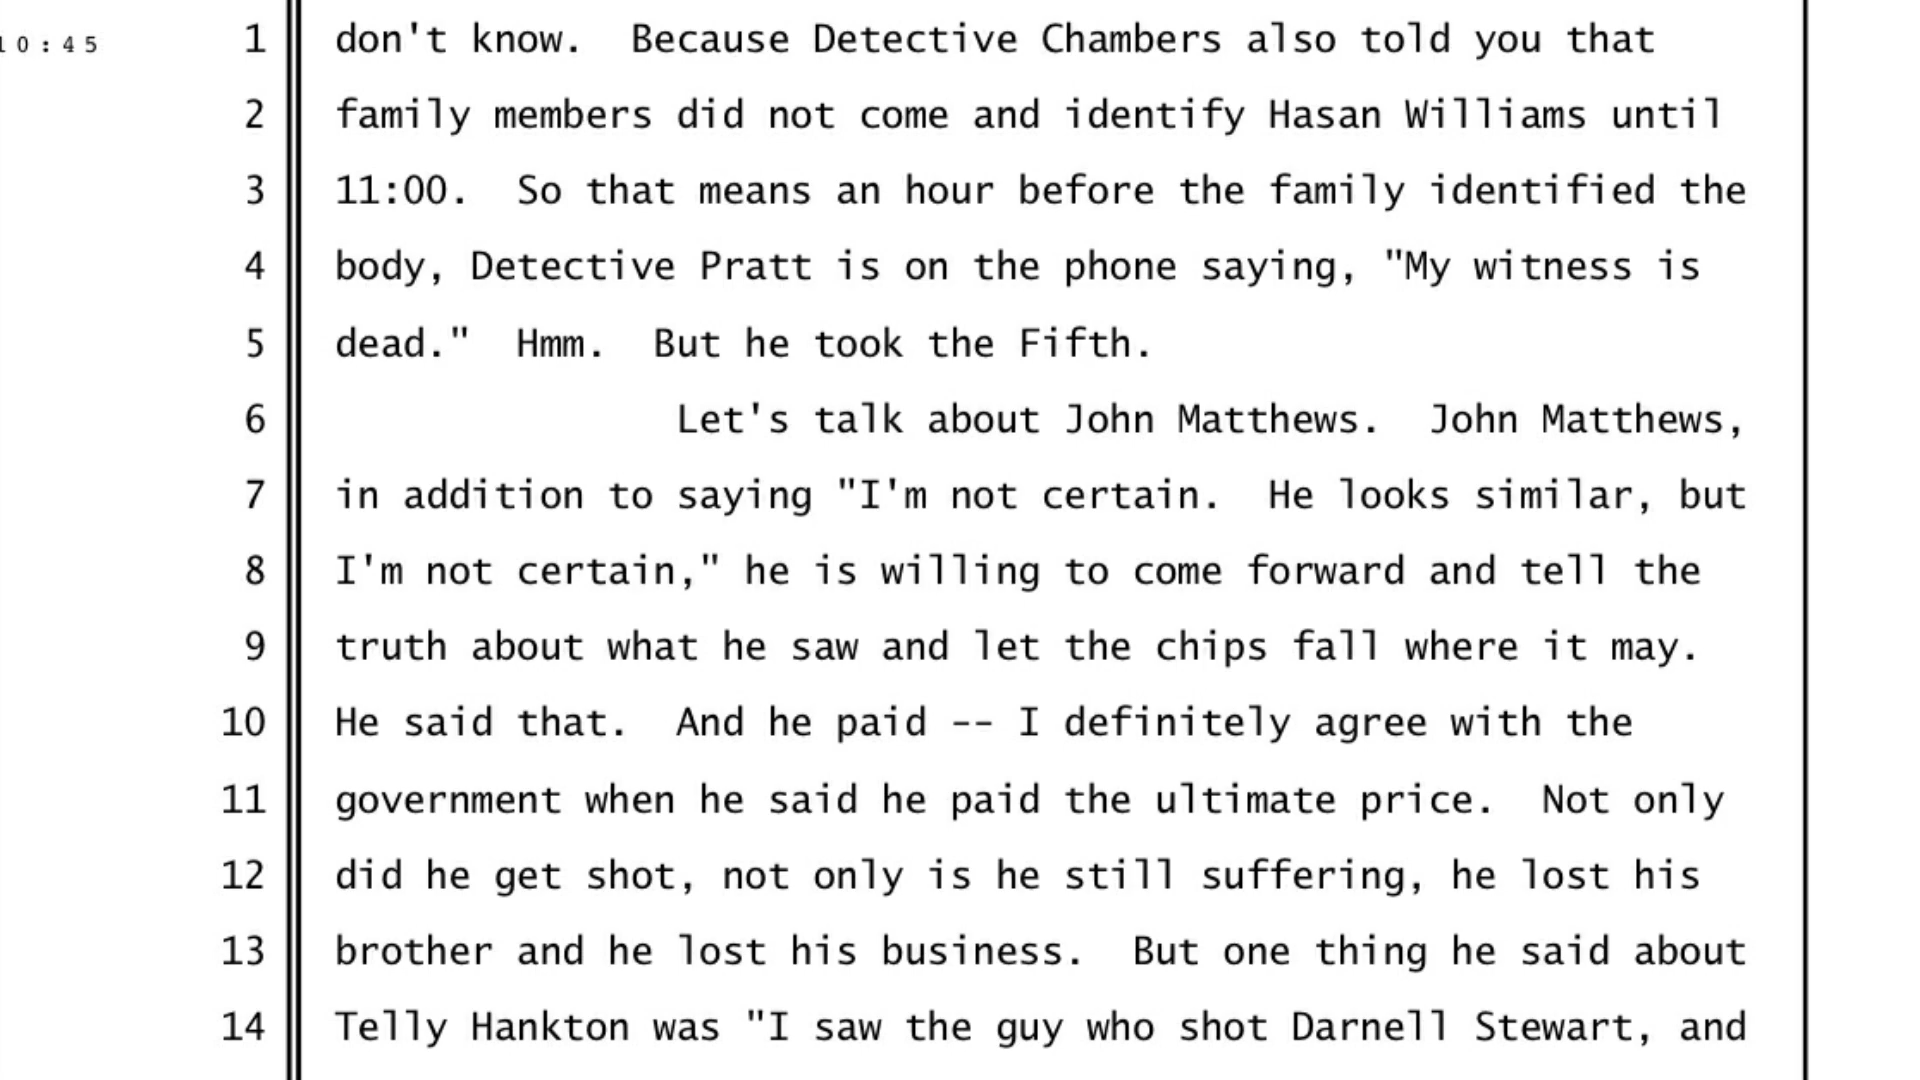 10:45 1 don't know.  Because Detective Chambers also told you that
2 family members did not come and identify Hasan Williams until
3 11:00.  So that means an hour before the family identified the
4 body, Detective Pratt is on the phone saying, "My witness is
5 dead."  Hmm.  But he took the Fifth.
6 Let's talk about John Matthews.  John Matthews,
7 in addition to saying "I'm not certain.  He looks similar, but
8 I'm not certain," he is willing to come forward and tell the
9 truth about what he saw and let the chips fall where it may.
10 He said that.  And he paid -- I definitely agree with the
11 government when he said he paid the ultimate price.  Not only
12 did he get shot, not only is he still suffering, he lost his
13 brother and he lost his business.  But one thing he said about
14 Telly Hankton was "I saw the guy who shot Darnell Stewart, and